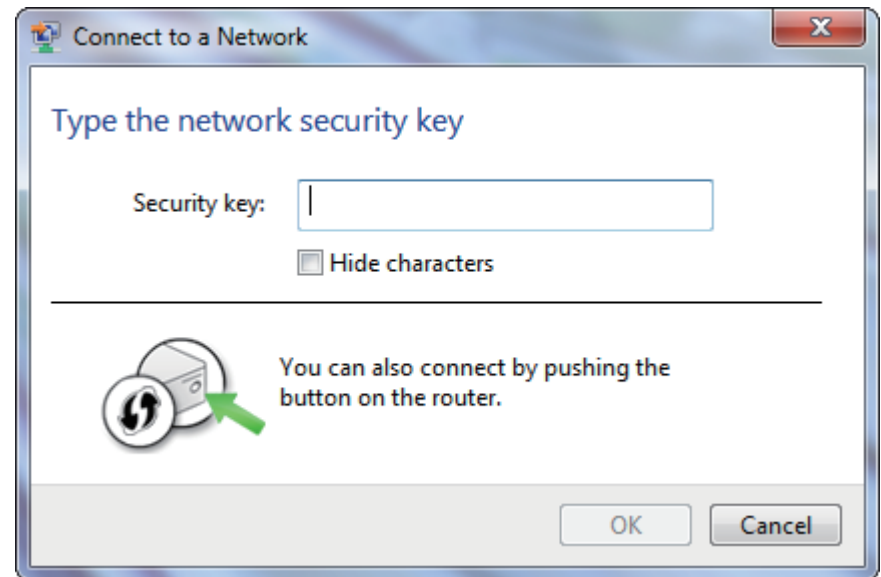 Connect to a Network
Type the network security key
Security key:
Hide characters
You can also connect by pushing the
button on the router.
OK
Cancel